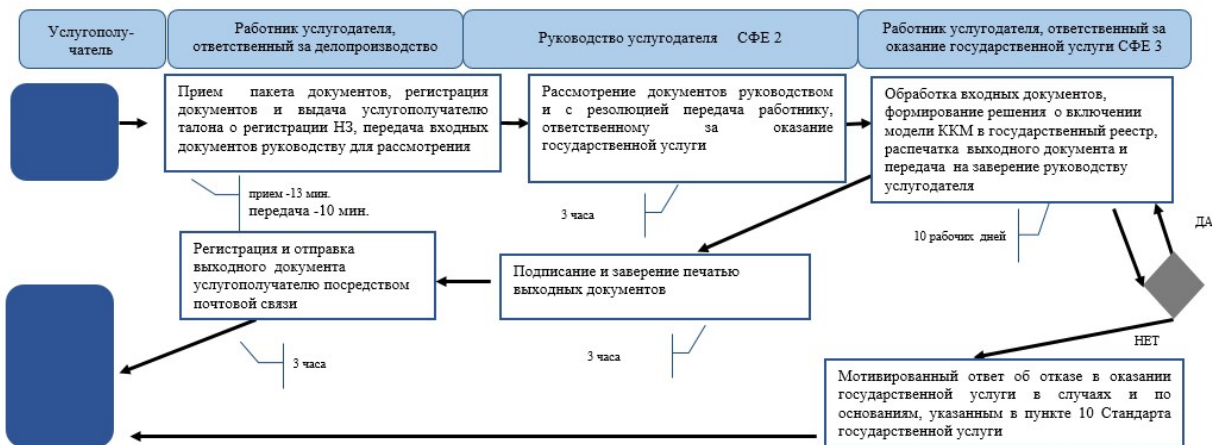 Услугополу-
чатель
Работник услугодателя,
ответственный за делопроизводство
Руководство услугодателя СФЕ 2
Работник услугодателя, ответственный за
оказание государственной услуги СФЕ 3
Прием пакета документов, регистрация
документов и выдача услугополучателю
талона о регистрации НЗ, передача входных
документов руководству для рассмотрения
Рассмотрение документов руководством
и с резолюцией передача работнику,
ответственному за оказание
государственной услуги
Обработка входных документов,
формирование решения о включении
модели ККМ в государственный реестр,
распечатка выходного документа и
передача на заверение руководству
услугодателя
прием -13 мин.
передача -10 мин.
3 часа
10 рабочих дней
ДА
Регистрация и отправка
выходного документа
услугополучателю посредством
почтовой связи
Подписание и заверение печатью
выходных документов
3 часа
3 часа
НЕТ
Мотивированный ответ об отказе в оказании
государственной услуги в случаях и по
основаниям, указанным в пункте 10 Стандарта
государственной услуги